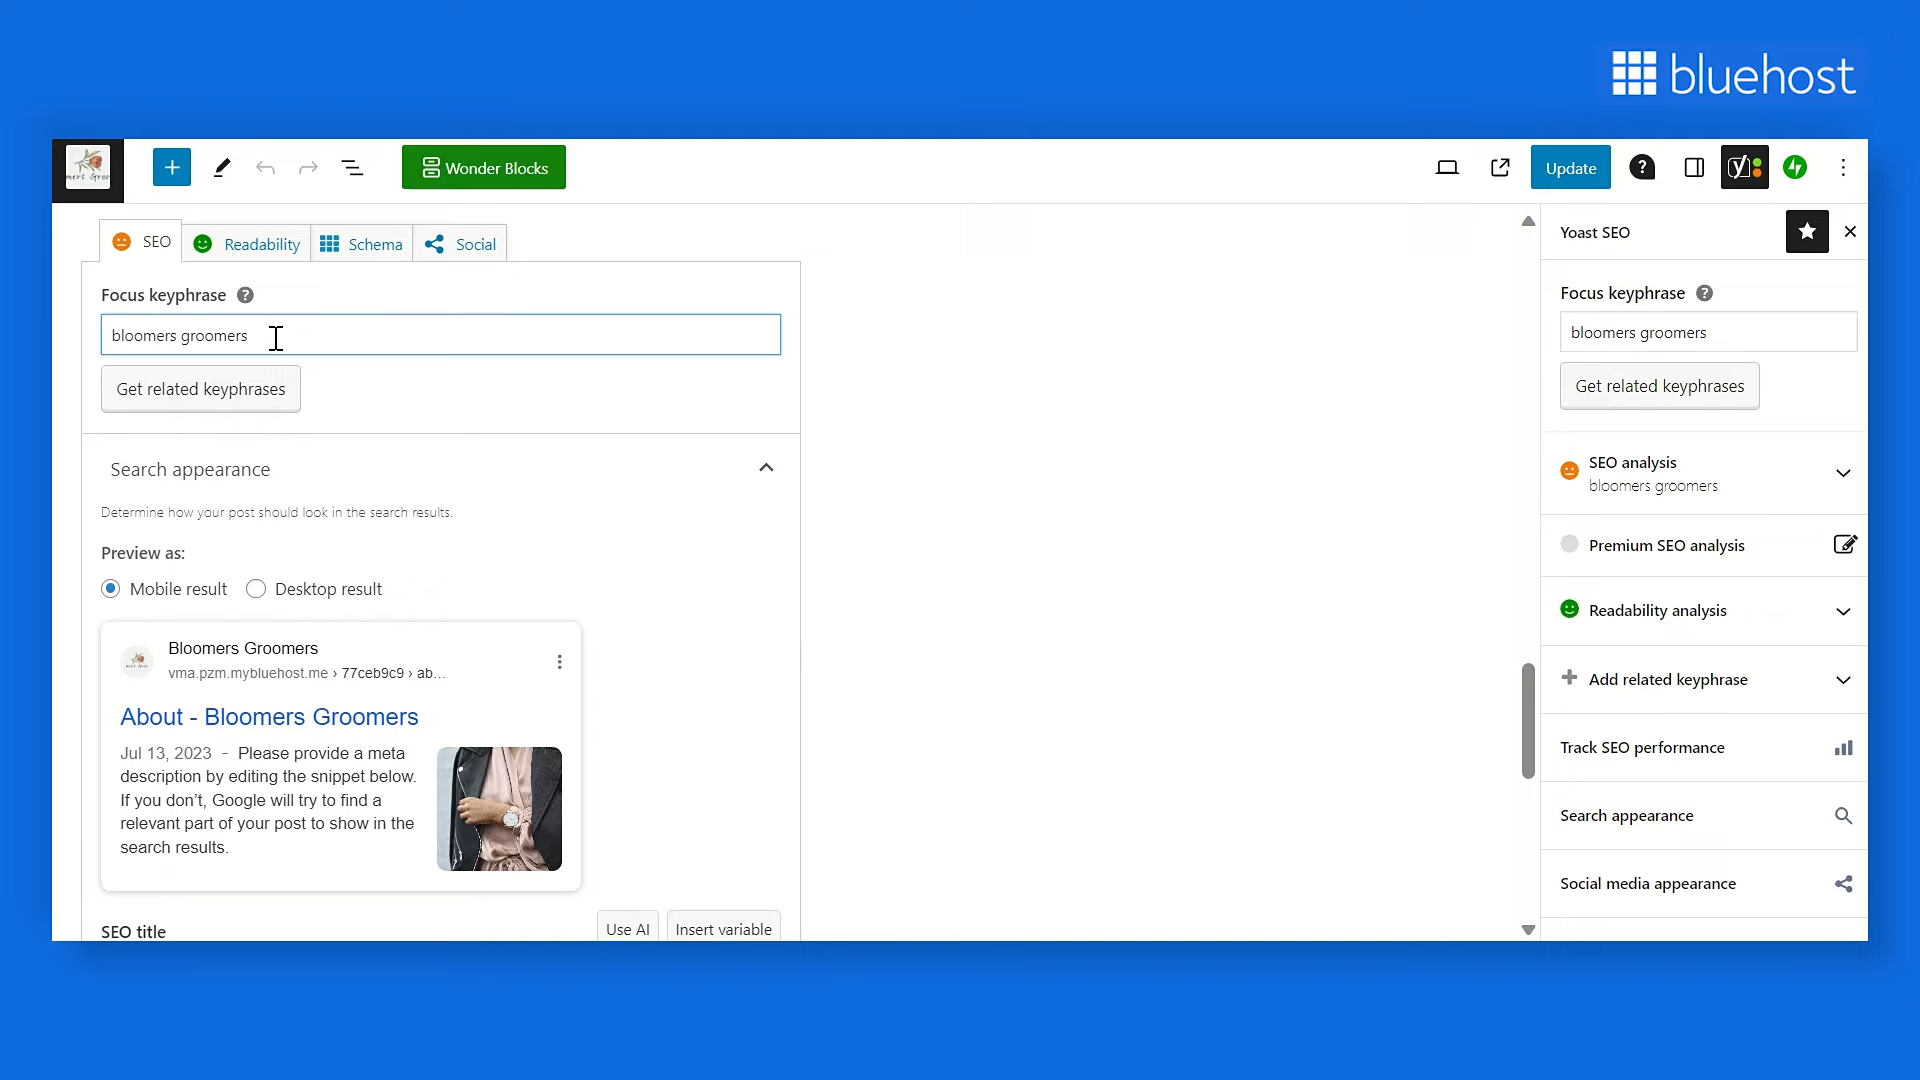 bluehost
Wonder Blocks
Update
SEO
Readability
Schema
Social
Focus keyphrase
bloomers groomers
Get related keyphrases
Search appearance
Determine how your post should look in the search results.
Preview as:
Mobile result
Desktop result
Bloomers Groomers
vma.pzm.mybluehost.me › 77ceb9c9 › ab...
About - Bloomers Groomers
Jul 13, 2023 - Please provide a meta
description by editing the snippet below.
If you don't, Google will try to find a
relevant part of your post to show in the
search results.
SEO title
Use AI
Insert variable
Yoast SEO
Focus keyphrase
bloomers groomers
Get related keyphrases
SEO analysis
bloomers groomers
Premium SEO analysis
Readability analysis
Add related keyphrase
Track SEO performance
Search appearance
Social media appearance